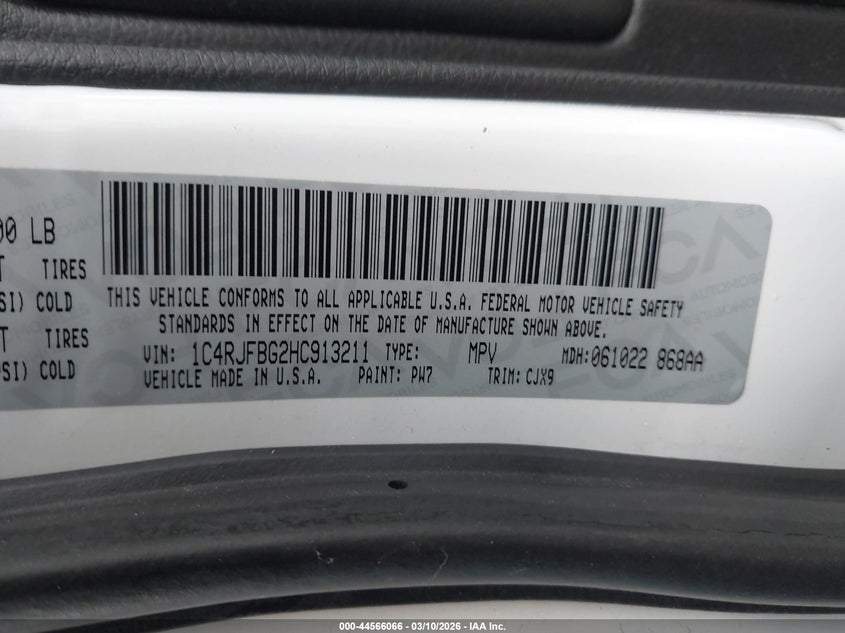 00 LB
TIRES
SI) COLD
TIRES
SI) COLD
THIS VEHICLE CONFORMS TO ALL APPLICABLE U.S.A. FEDERAL MOTOR VEHICLE SAFETY
STANDARDS IN EFFECT ON THE DATE OF MANUFACTURE SHOWN ABOVE.
VIN: 1C4RJFBG2HC913211 TYPE: MPV MDH:061022 868AA
VEHICLE MADE IN U.S.A. PAINT: PW7 TRIM: CJX9
000-44566066 — 03/10/2026 — IAA Inc.